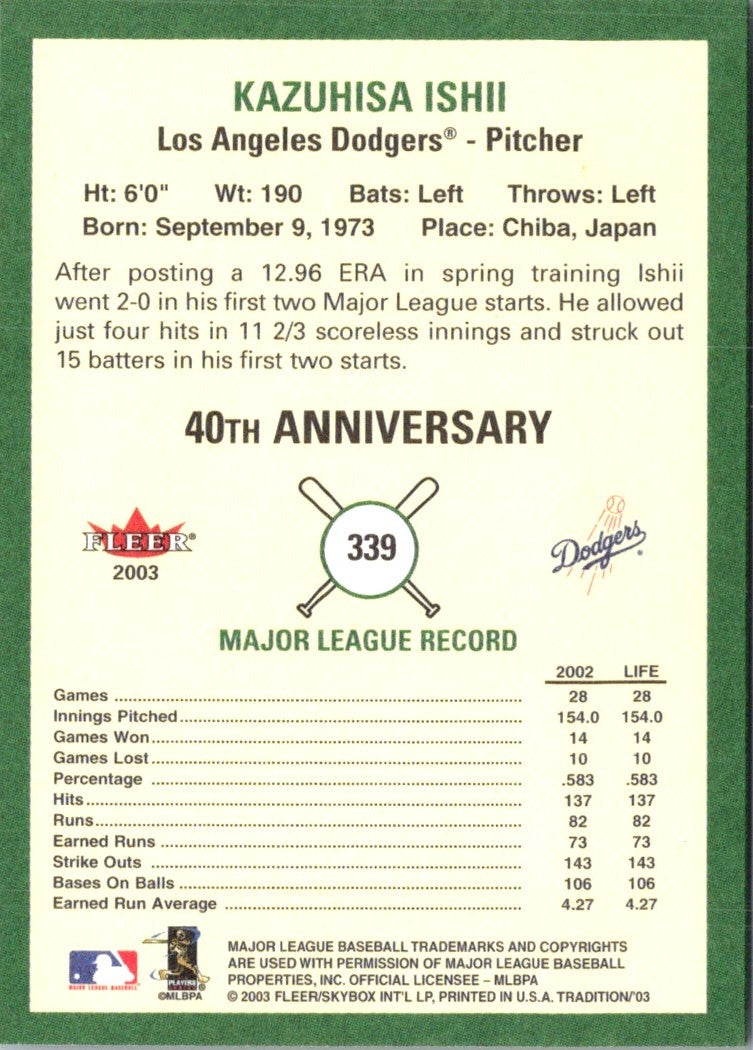 KAZUHISA ISHII
Los Angeles Dodgers® - Pitcher
Ht: 6'0" Wt: 190 Bats: Left Throws: Left
Born: September 9, 1973 Place: Chiba, Japan
After posting a 12.96 ERA in spring training Ishii
went 2-0 in his first two Major League starts. He allowed
just four hits in 11 2/3 scoreless innings and struck out
15 batters in his first two starts.
40TH ANNIVERSARY
FLEER®
2003
339
Dodgers®
MAJOR LEAGUE RECORD
2002 LIFE
Games 28 28
Innings Pitched 154.0 154.0
Games Won 14 14
Games Lost 10 10
Percentage .583 .583
Hits 137 137
Runs 82 82
Earned Runs 73 73
Strike Outs 143 143
Bases On Balls 106 106
Earned Run Average 4.27 4.27
MAJOR LEAGUE BASEBALL
PLAYERS
©MLBPA
MAJOR LEAGUE BASEBALL TRADEMARKS AND COPYRIGHTS
ARE USED WITH PERMISSION OF MAJOR LEAGUE BASEBALL
PROPERTIES, INC. OFFICIAL LICENSEE – MLBPA
© 2003 FLEER/SKYBOX INT'L LP, PRINTED IN U.S.A. TRADITION/'03